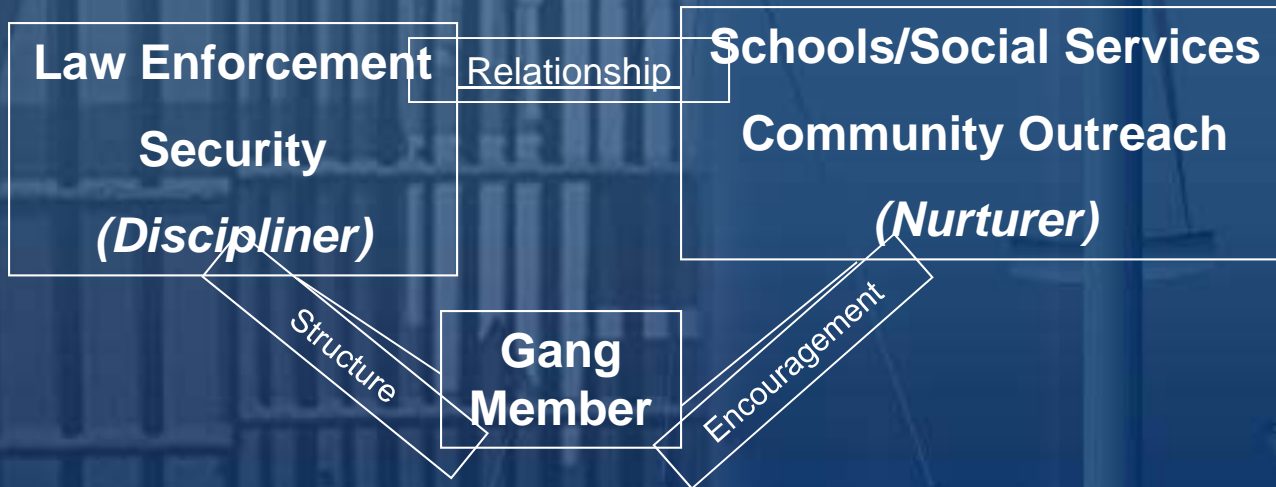 Law Enforcement
Security
(Discipliner)
Relationship
Schools/Social Services
Community Outreach
(Nurturer)
Structure
Gang
Member
Encouragement